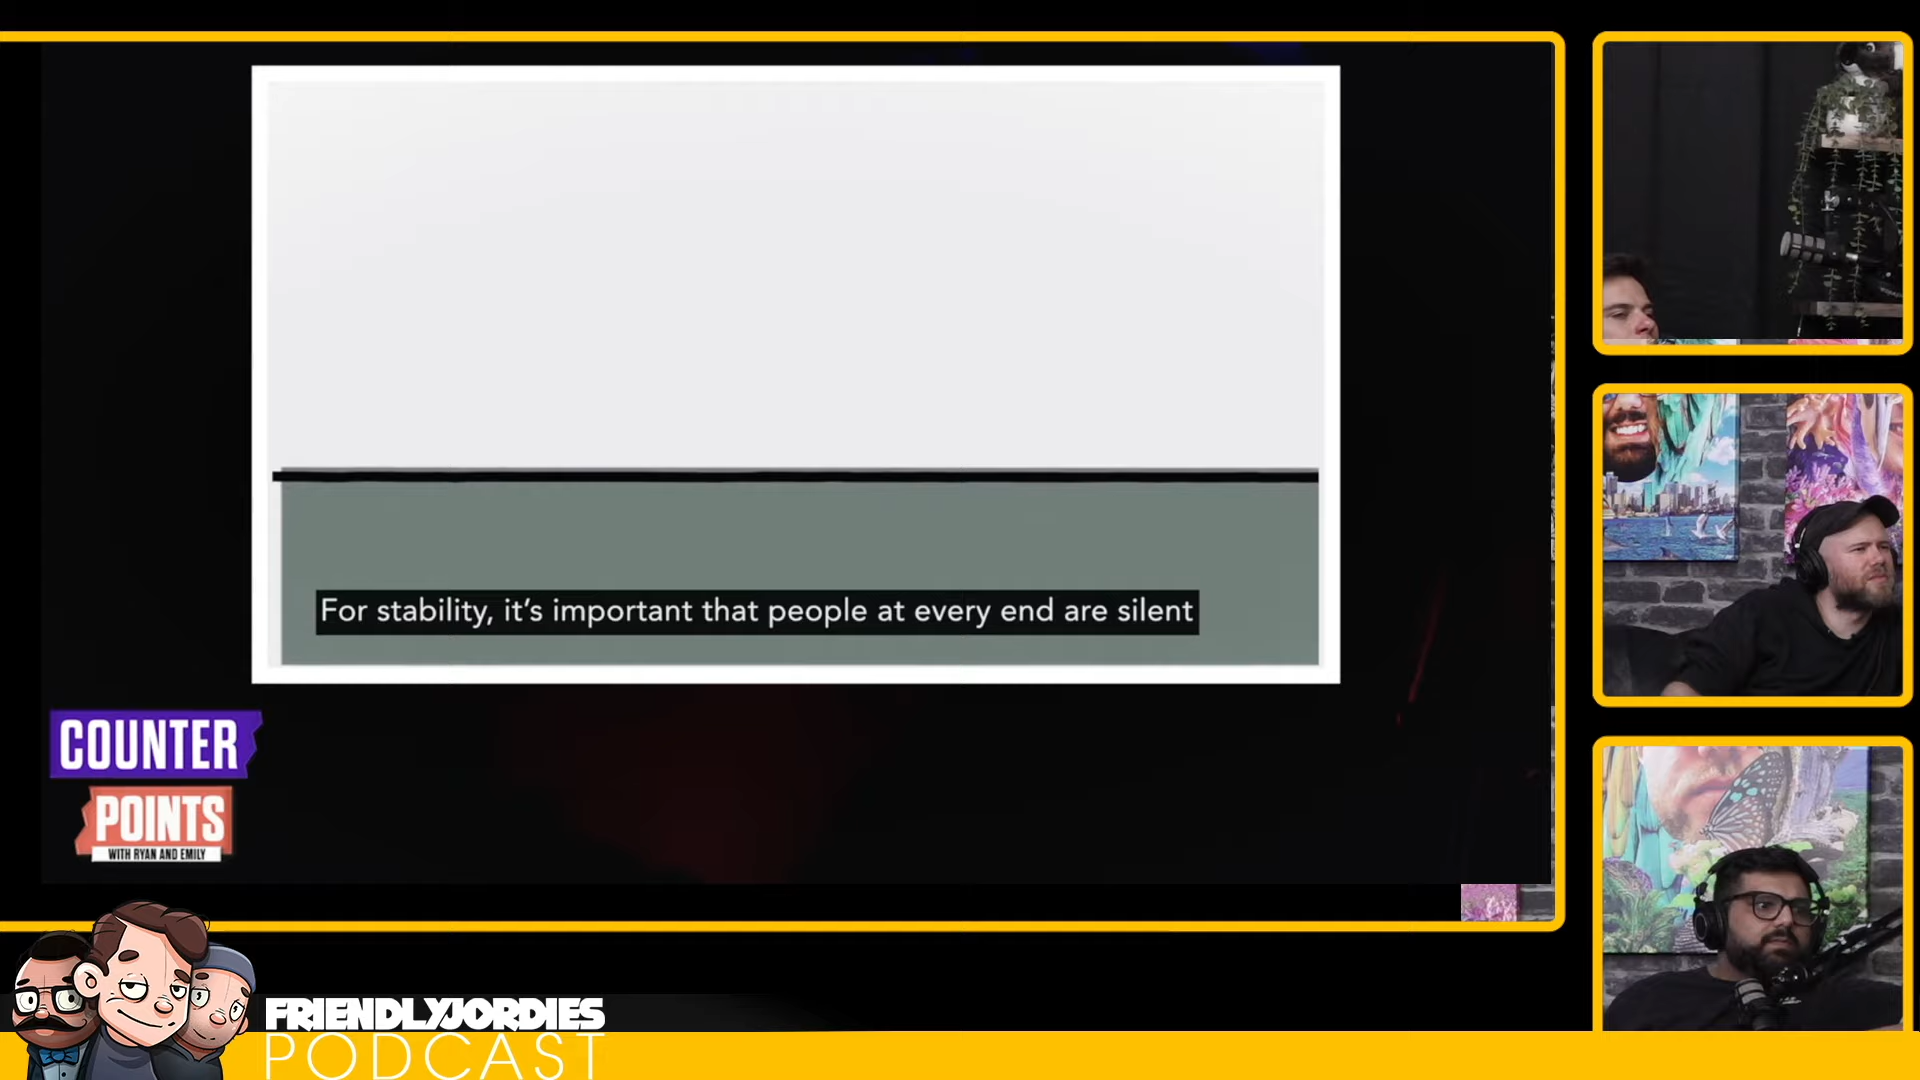 For stability, it's important that people at every end are silent
COUNTER
POINTS
WITH RYAN AND EMILY
FRIENDLYJORDIES
PODCAST